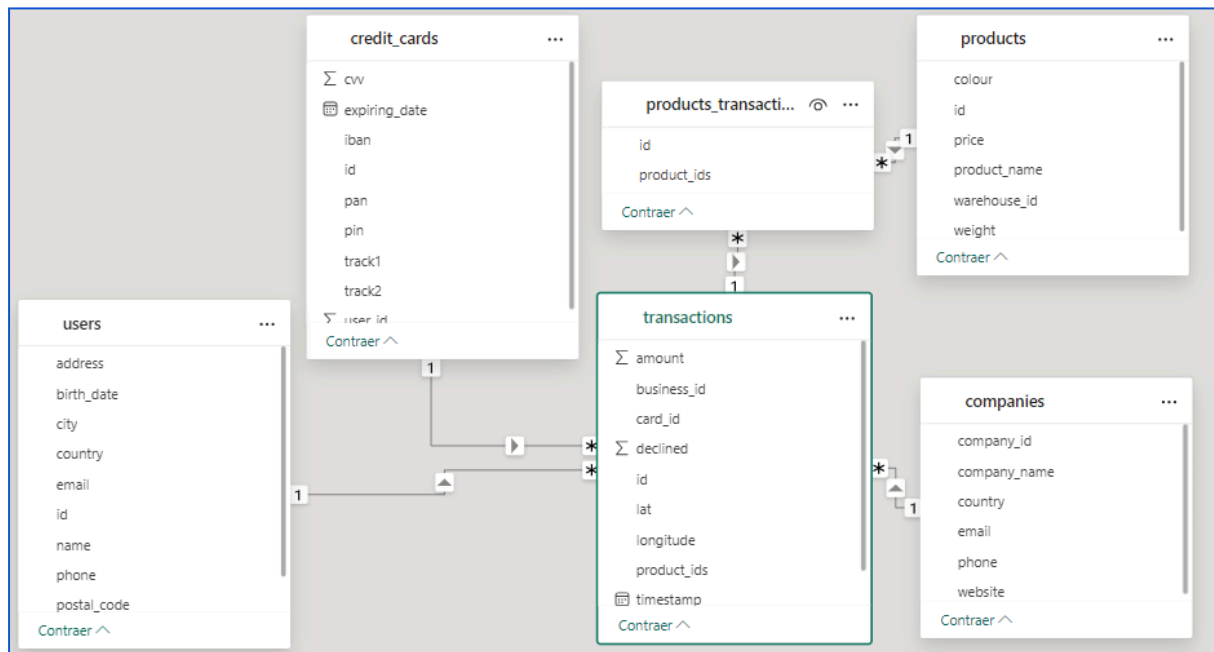 credit_cards
...
Σ cvv
expiring_date
iban
id
pan
pin
track1
track2
Σ user_id
Contraer
products_transacti...
...
id
product_ids
Contraer
products
...
colour
id
price
product_name
warehouse_id
weight
Contraer
1
*
*
1
users
...
address
birth_date
city
country
email
id
name
phone
postal_code
Contraer
1
*
1
*
transactions
...
Σ amount
business_id
card_id
Σ declined
id
lat
longitude
product_ids
timestamp
Contraer
*
1
companies
...
company_id
company_name
country
email
phone
website
Contraer